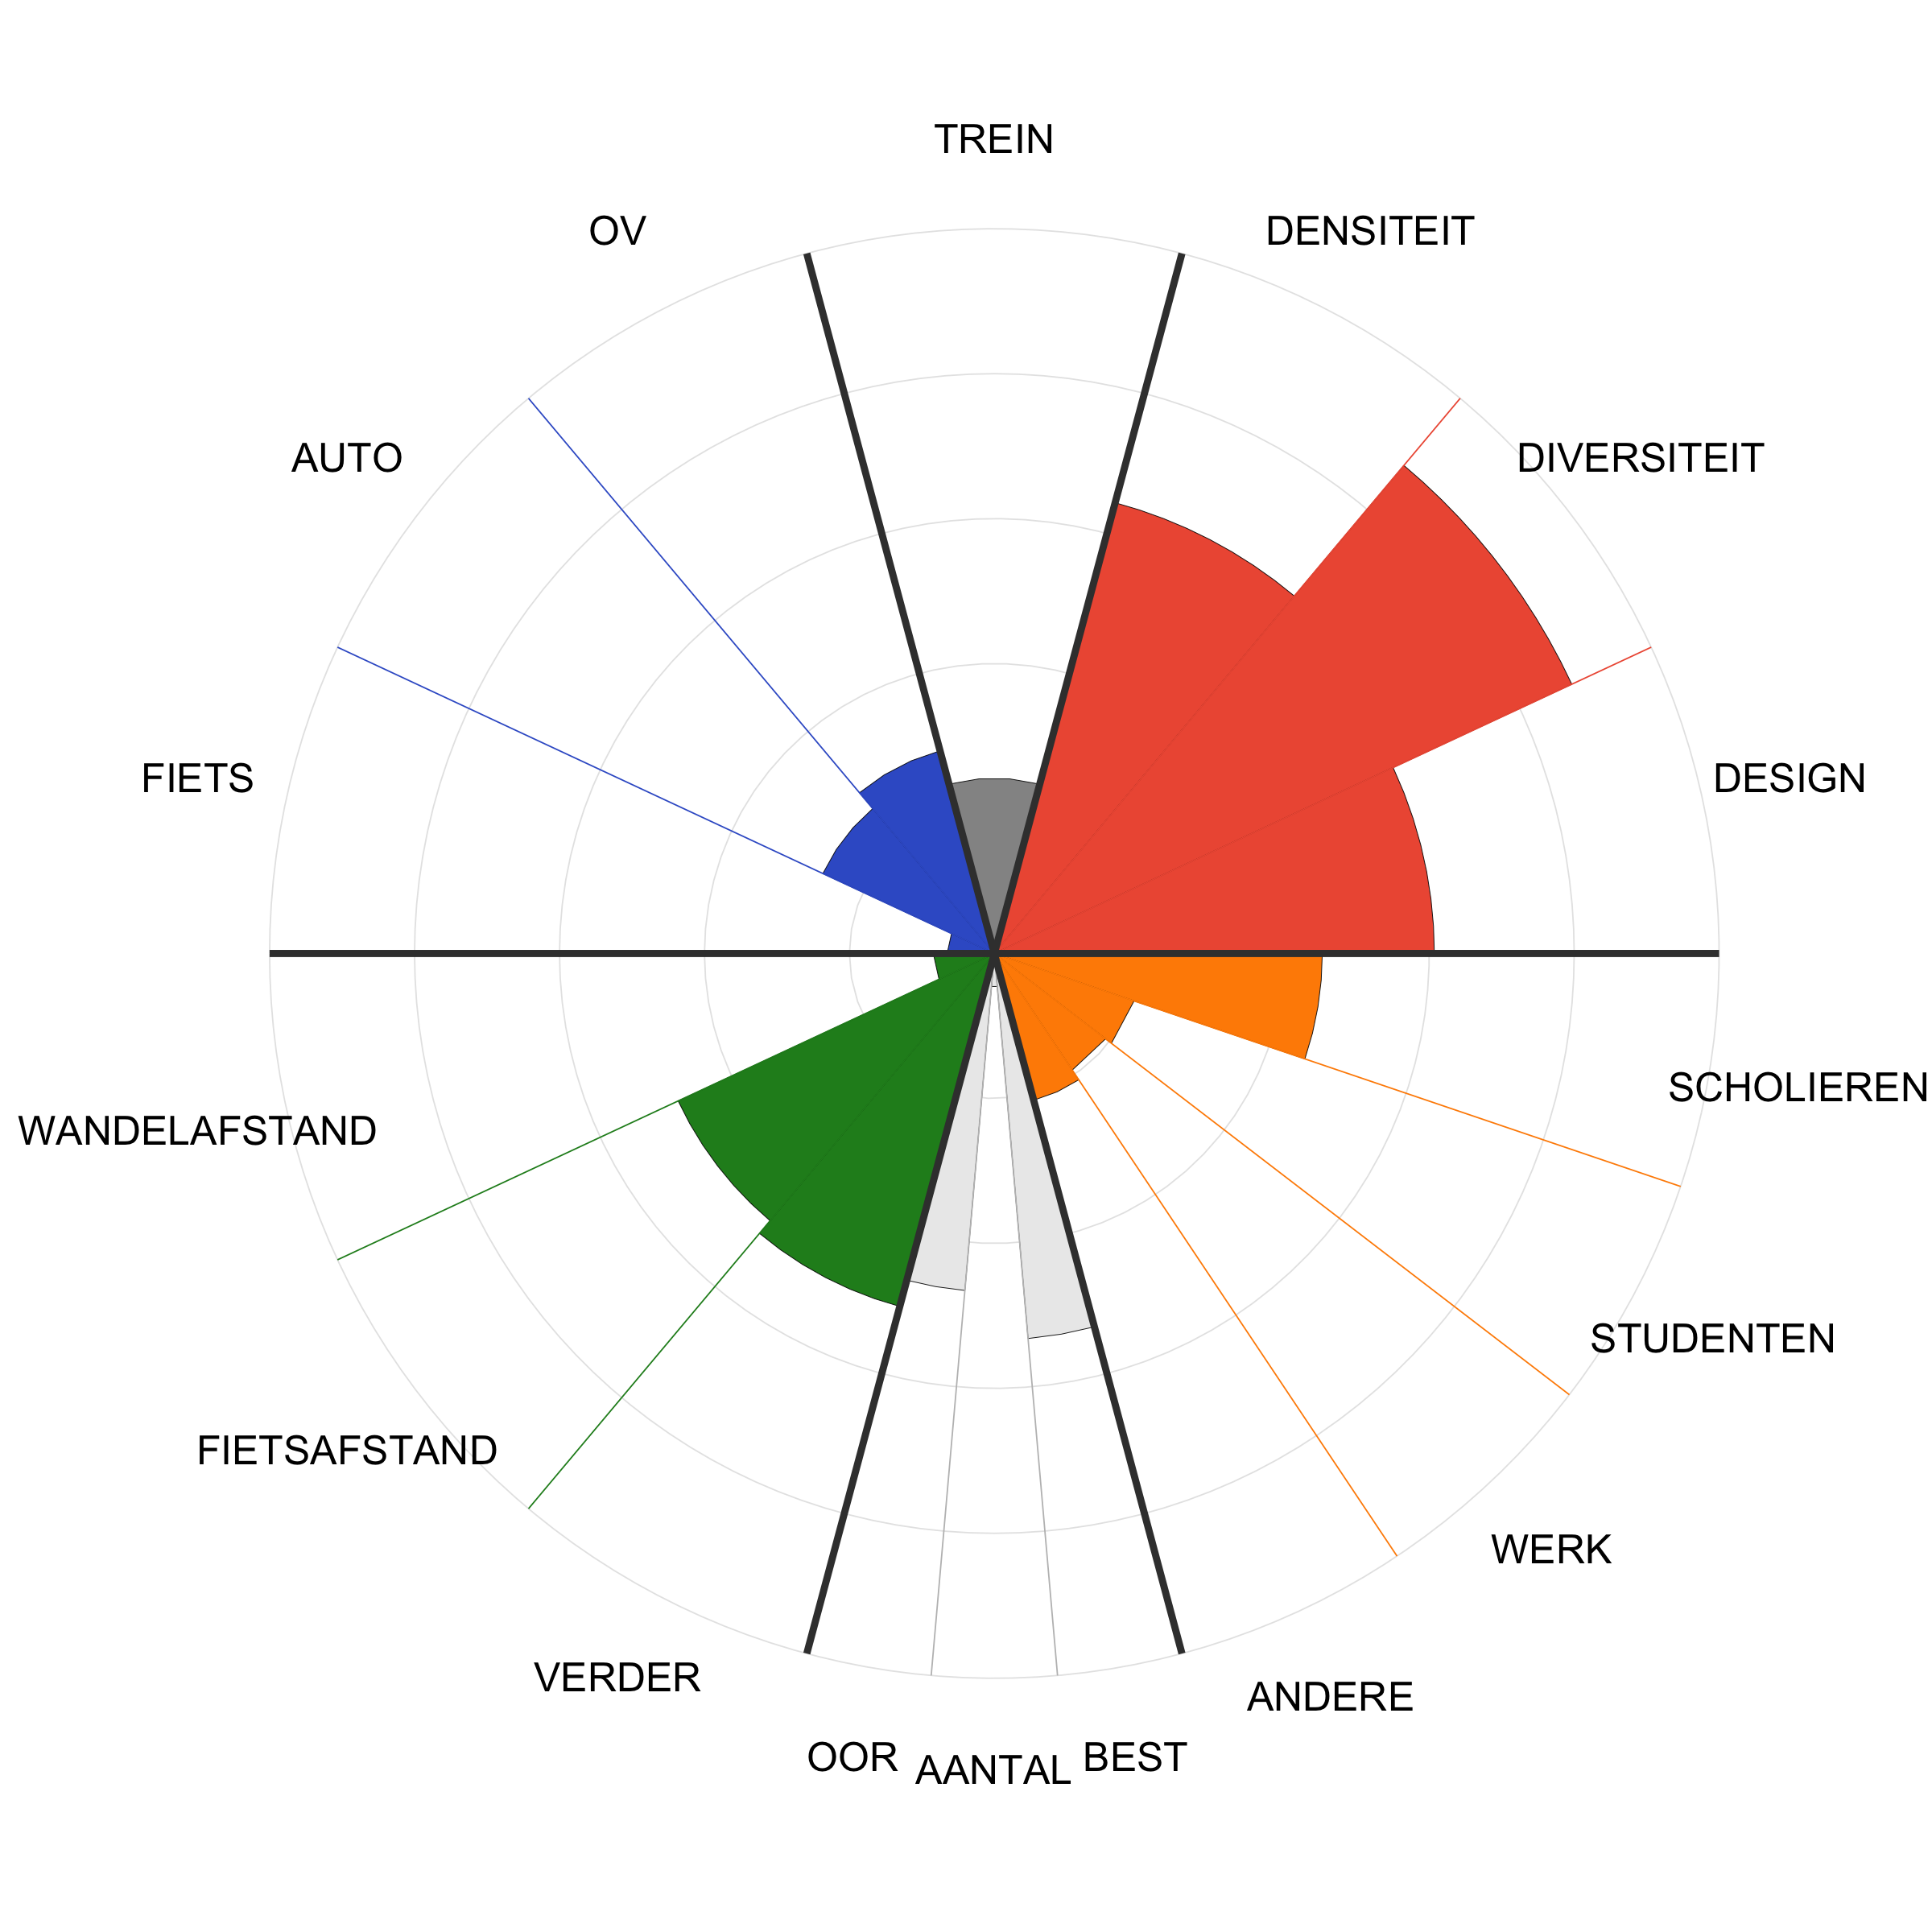 TREIN
OV
DENSITEIT
AUTO
DIVERSITEIT
FIETS
DESIGN
SCHOLIEREN
WANDELAFSTAND
STUDENTEN
FIETSAFSTAND
WERK
VERDER
ANDERE
OOR
AANTAL
BEST